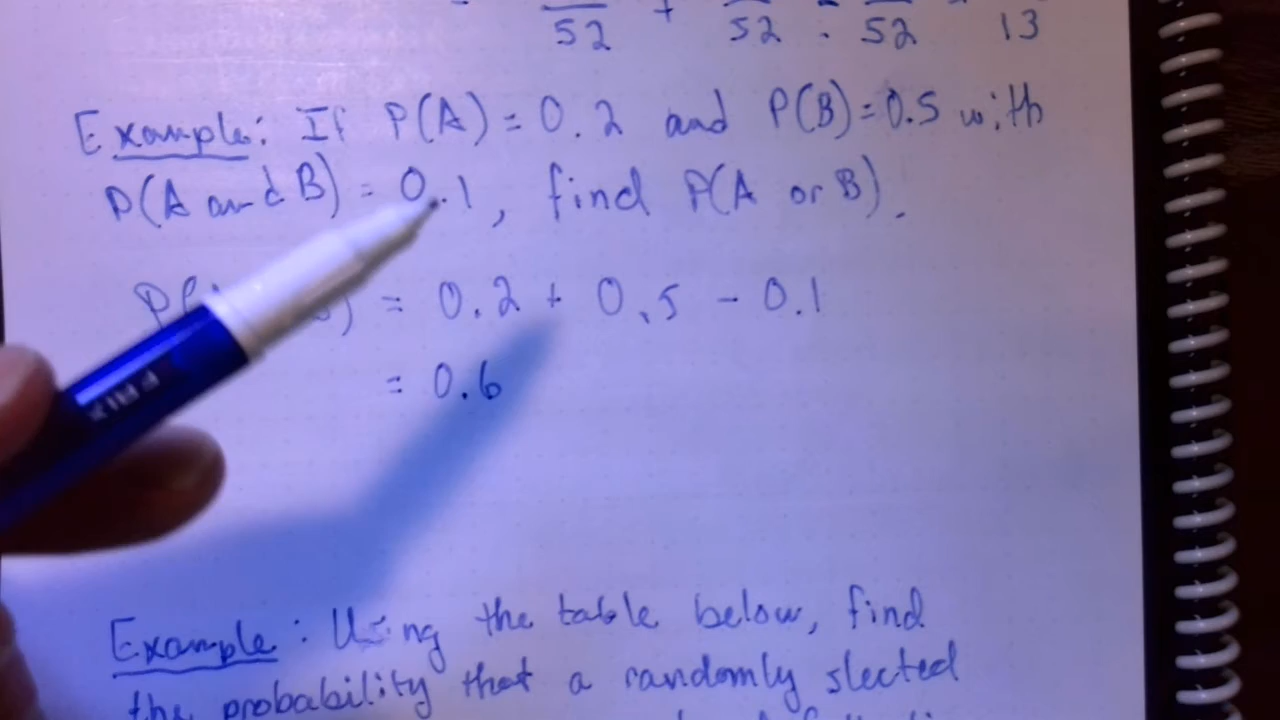 52 + 52 = 52 13
Example: If P(A) = 0.2 and P(B) = 0.5 with
P(A and B) = 0.1, find P(A or B).
= 0.2 + 0.5 - 0.1
= 0.6
PRIX
Example: Using the table below, find
the probability that a randomly slected